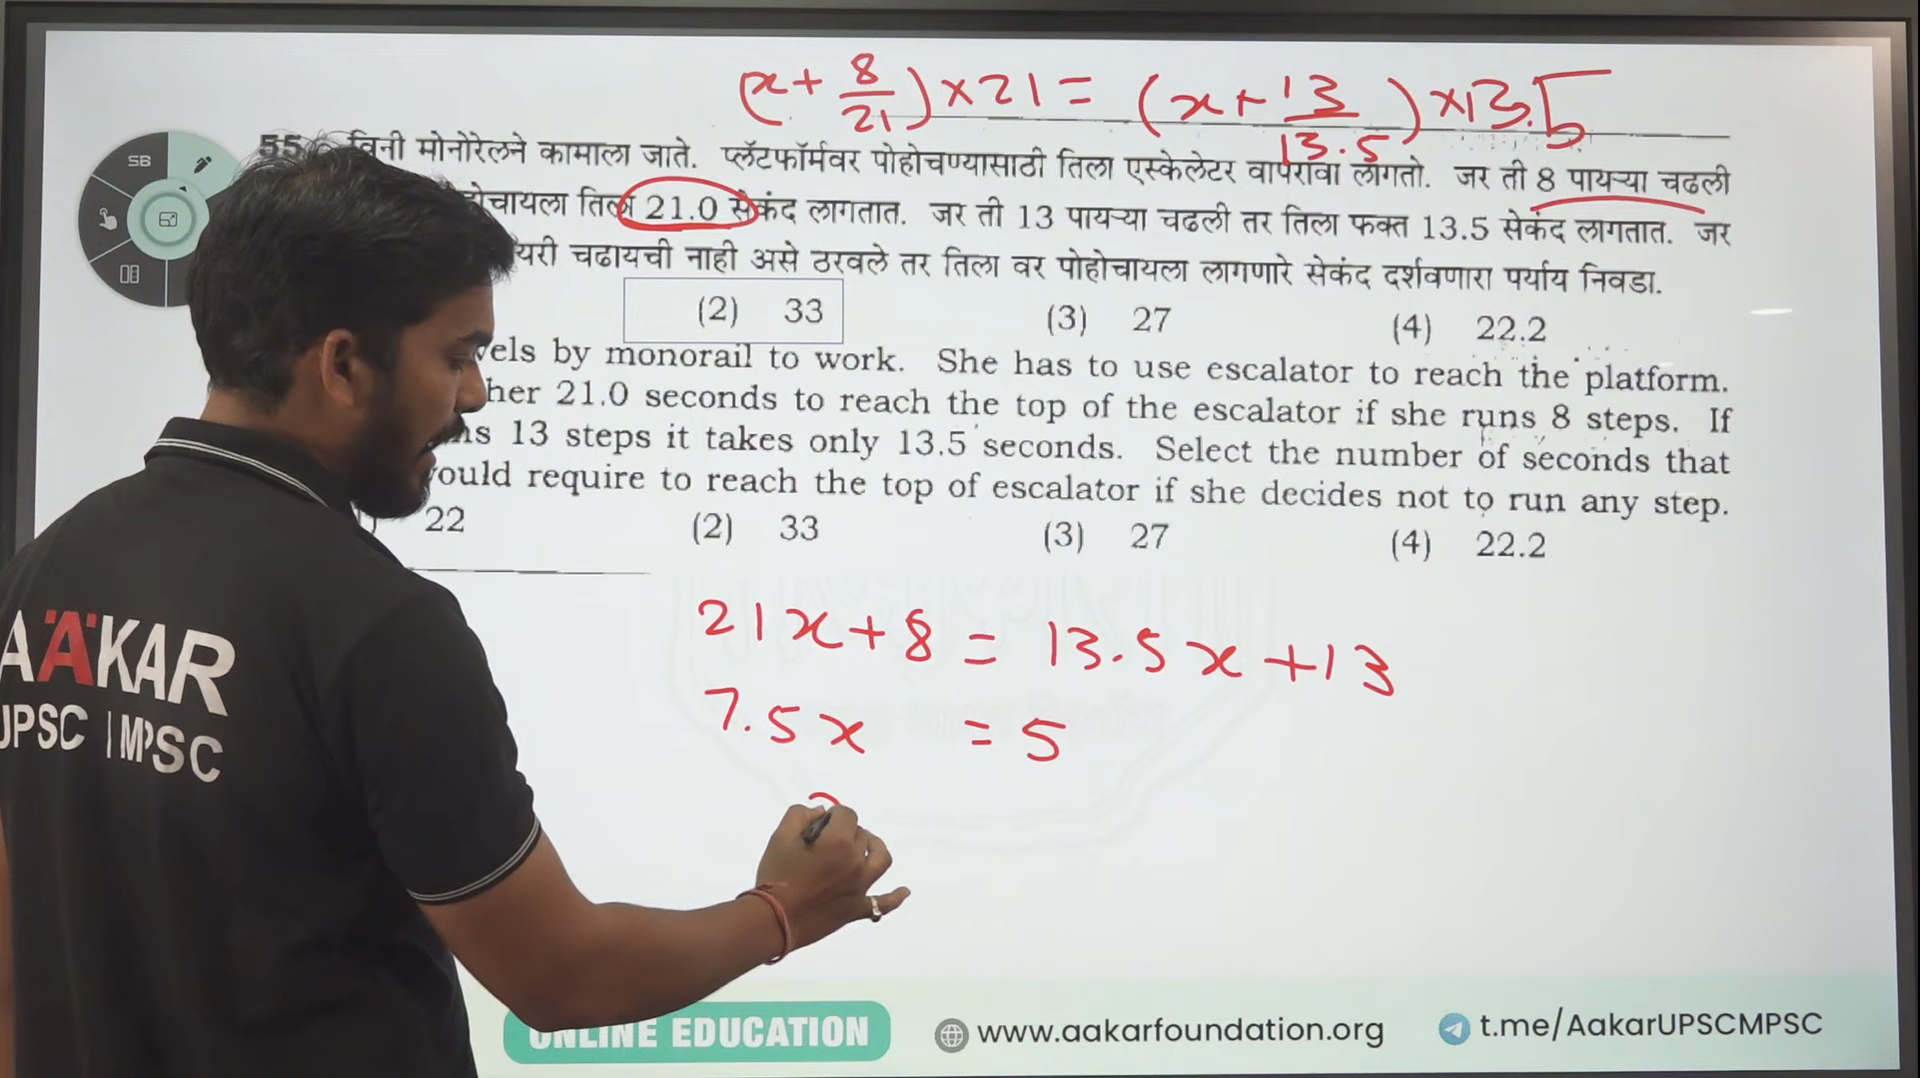 (x + 8/21) × 21 = (x + 13/13.5) × 13.5
55 विनी मोनोरेलने कामाला जाते. प्लॅटफॉर्मवर पोहोचण्यासाठी तिला एस्केलेटर वापरावा लागतो. जर ती 8 पायऱ्या चढली
तिला 21.0 सेकंद लागतात. जर ती 13 पायऱ्या चढली तर तिला फक्त 13.5 सेकंद लागतात. जर
चढायची नाही असे ठरवले तर तिला वर पोहोचायला लागणारे सेकंद दर्शवणारा पर्याय निवडा.
(2) 33 (3) 27 (4) 22.2
by monorail to work. She has to use escalator to reach the platform.
her 21.0 seconds to reach the top of the escalator if she runs 8 steps. If
13 steps it takes only 13.5 seconds. Select the number of seconds that
would require to reach the top of escalator if she decides not to run any step.
22 (2) 33 (3) 27 (4) 22.2
21x + 8 = 13.5x + 13
7.5x = 5
SB
AAKAR
UPSC | MPSC
ONLINE EDUCATION
www.aakarfoundation.org
t.me/AakarUPSCMPSC